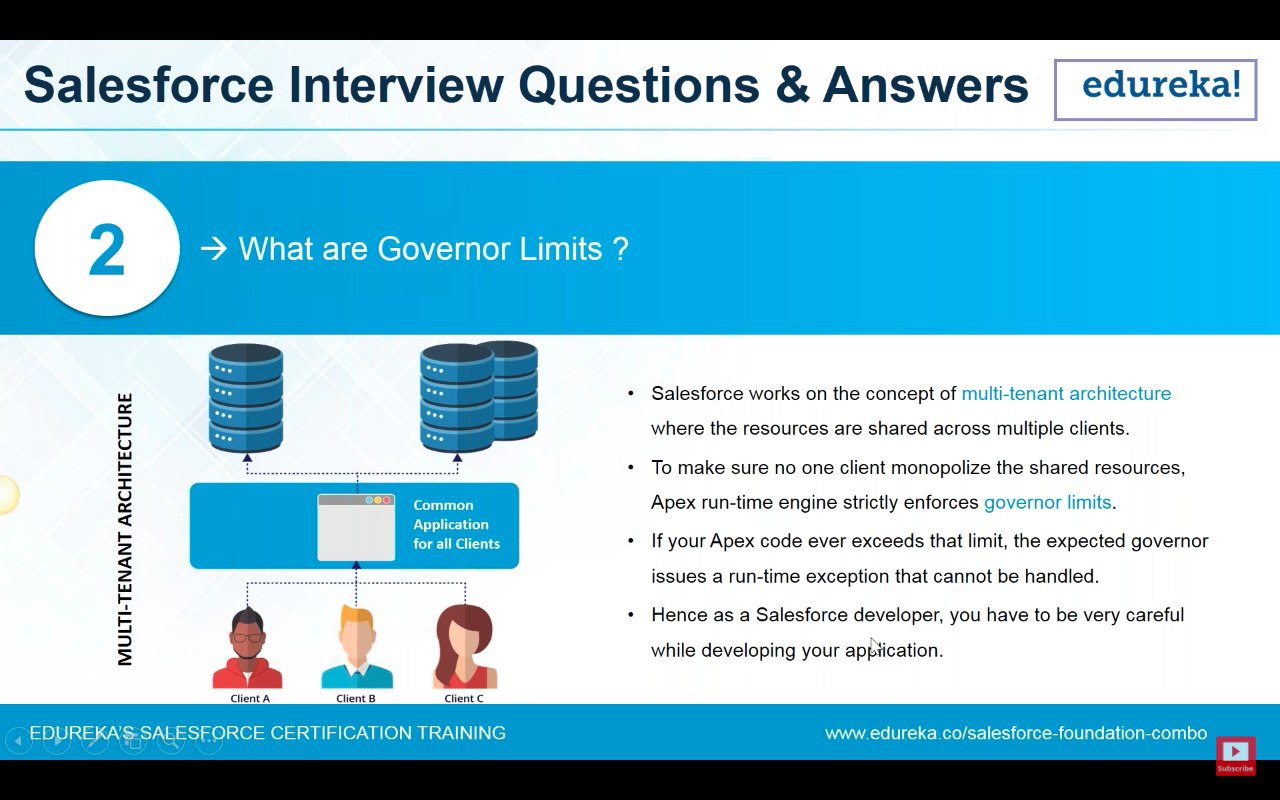 Salesforce Interview Questions & Answers
edureka!
2
→ What are Governor Limits ?
MULTI-TENANT ARCHITECTURE
Common
Application
for all Clients
Client A
Client B
Client C
• Salesforce works on the concept of multi-tenant architecture
where the resources are shared across multiple clients.
• To make sure no one client monopolize the shared resources,
Apex run-time engine strictly enforces governor limits.
• If your Apex code ever exceeds that limit, the expected governor
issues a run-time exception that cannot be handled.
• Hence as a Salesforce developer, you have to be very careful
while developing your application.
EDUREKA'S SALESFORCE CERTIFICATION TRAINING
www.edureka.co/salesforce-foundation-combo
Subscribe